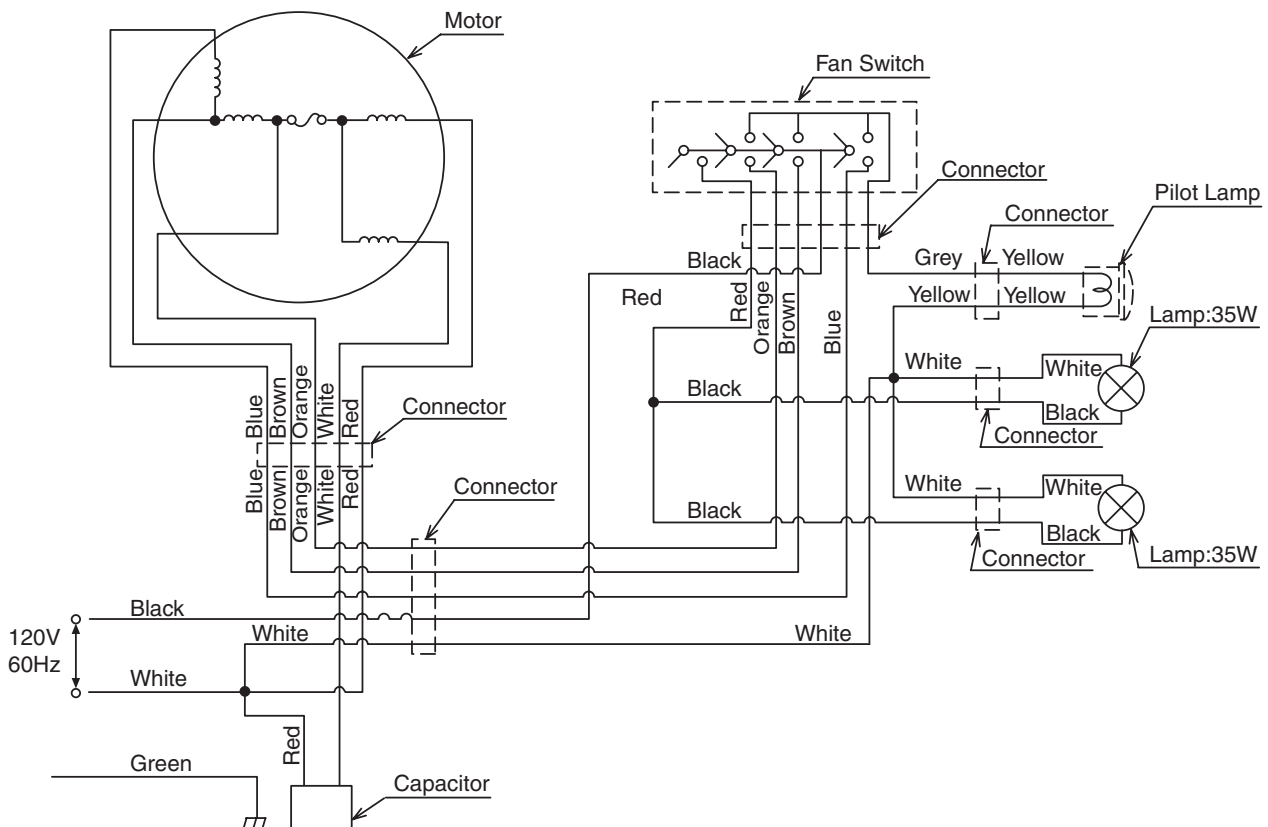 Motor
Fan Switch
Connector
Pilot Lamp
Connector
Black
Grey
Yellow
Red
Red
Orange
Brown
Blue
Yellow
Yellow
Lamp:35W
White
White
Black
Black
Connector
Blue
Brown
Orange
White
Red
Connector
Blue
Brown
Orange
White
Red
Connector
White
White
Black
Black
Connector
Lamp:35W
Black
120V
60Hz
White
White
White
Red
Green
Capacitor